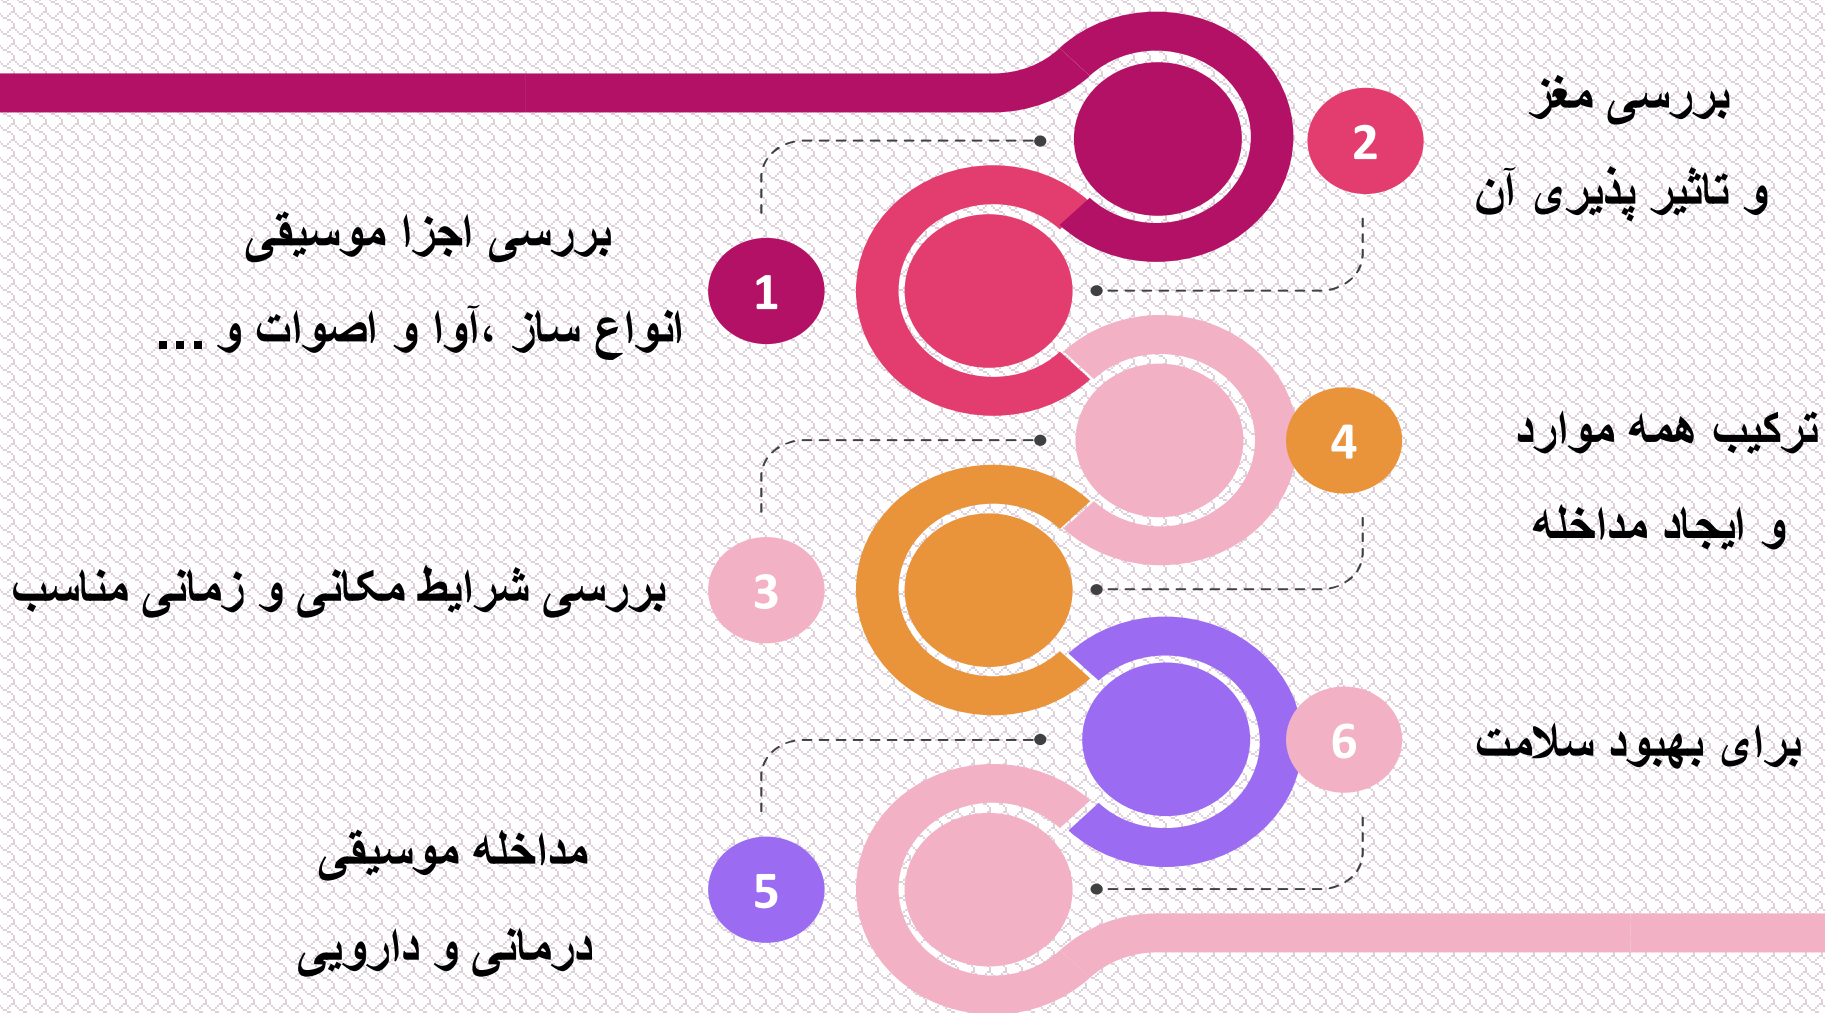 1
بررسی اجزا موسیقی
انواع ساز ،آوا و اصوات و ...
2
بررسی مغز
و تاثیر پذیری آن
3
بررسی شرایط مکانی و زمانی مناسب
4
ترکیب همه موارد
و ایجاد مداخله
5
مداخله موسیقی
درمانی و دارویی
6
برای بهبود سلامت